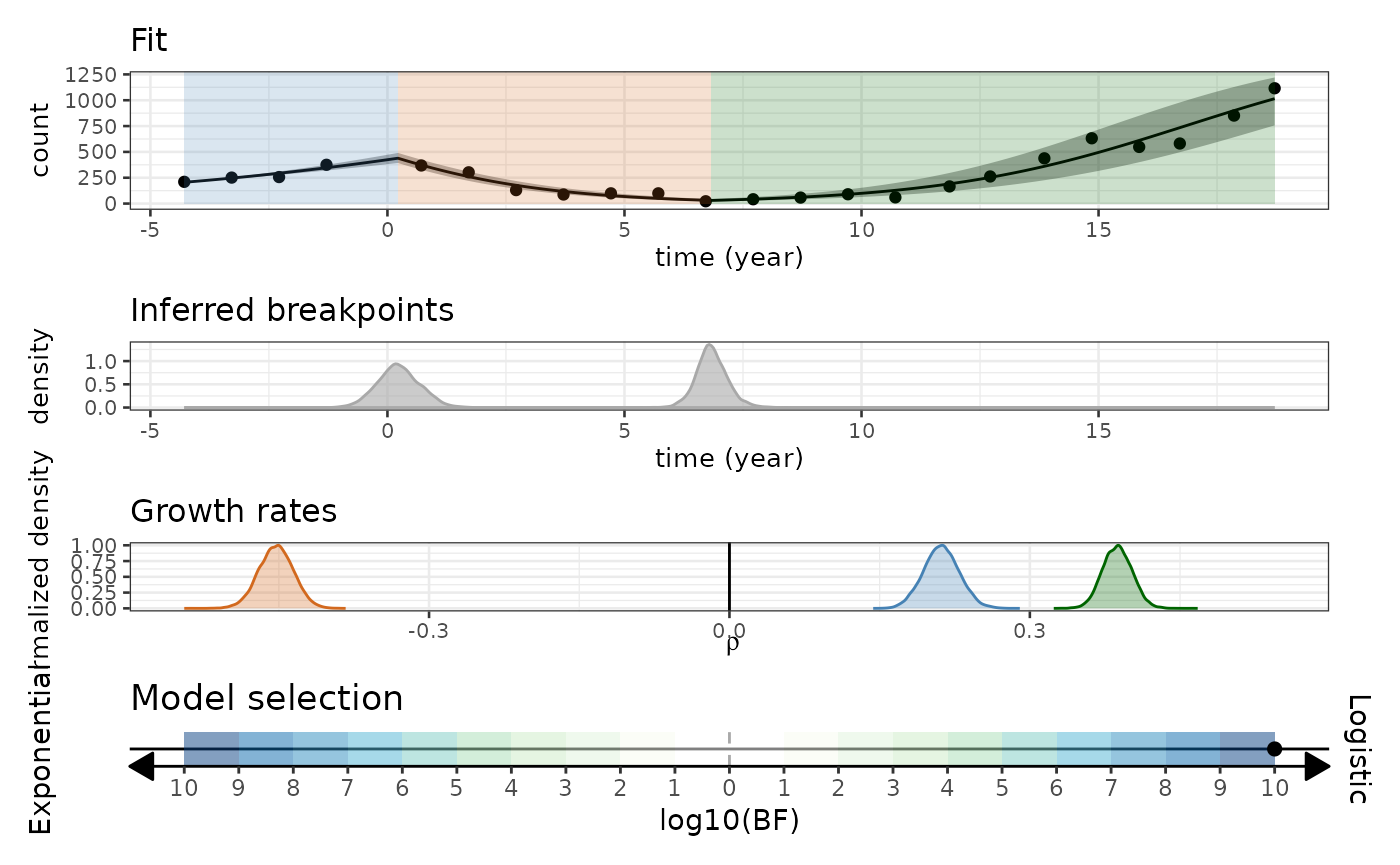 Fit
count
1250
1000
750
500
250
0
-5 0 5 10 15
time (year)
Inferred breakpoints
density
1.0
0.5
0.0
-5 0 5 10 15
time (year)
Growth rates
density
1.00
0.75
0.50
0.25
0.00
-0.3 0.0 0.3
ρ
Model selection
Exponential
Logistic
10 9 8 7 6 5 4 3 2 1 0 1 2 3 4 5 6 7 8 9 10
log10(BF)